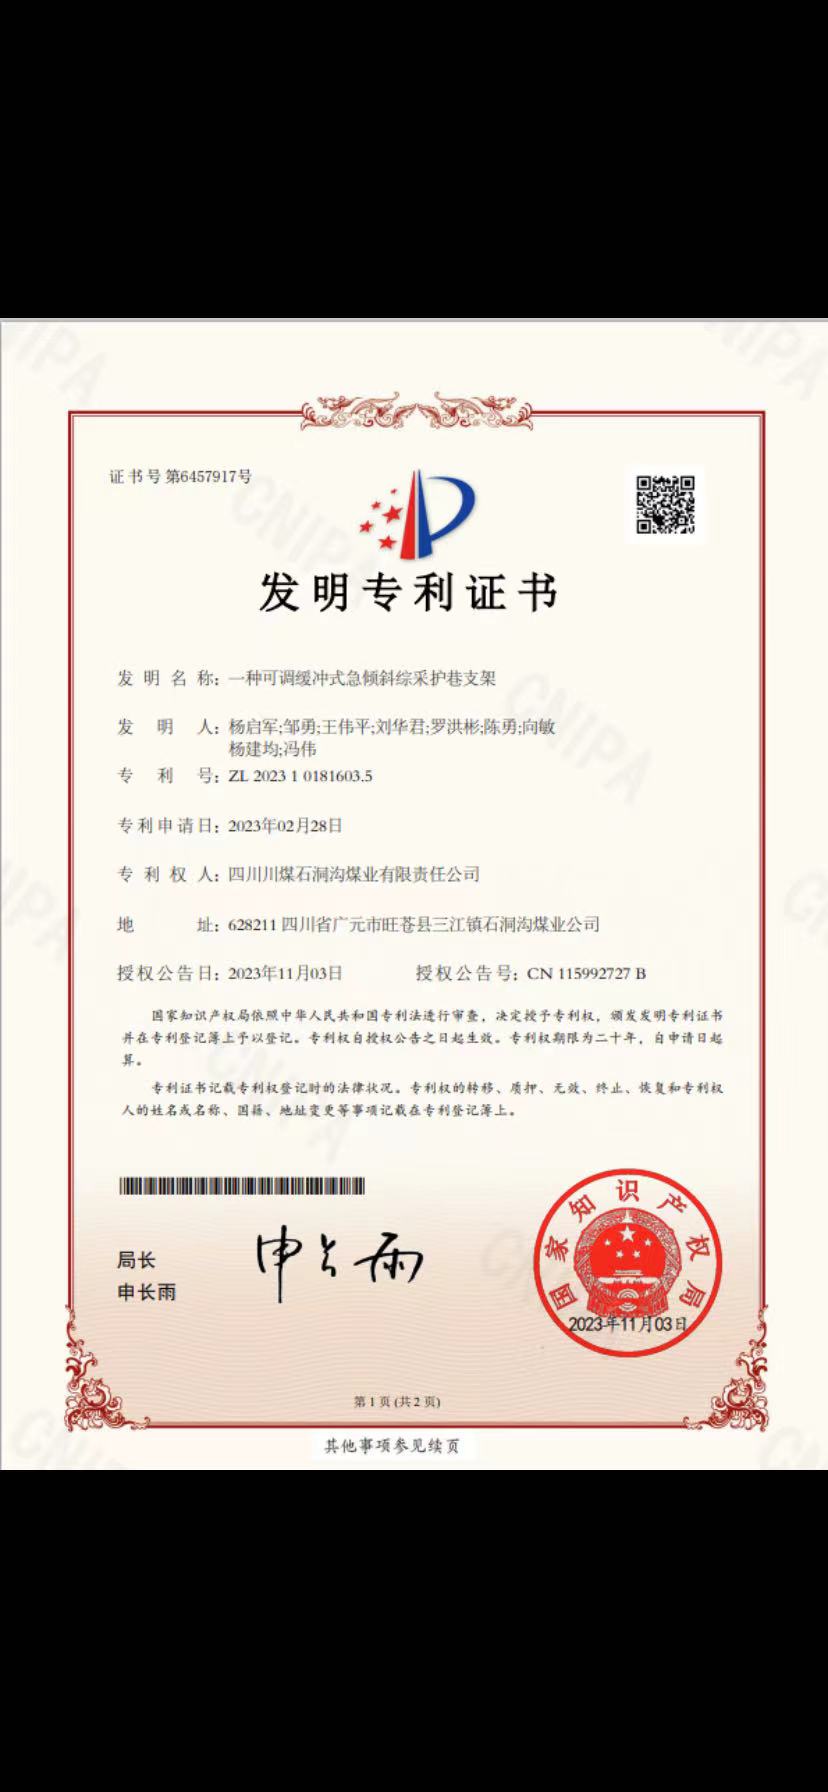 证书号第6457917号
发明专利证书
发明名称：一种可调缓冲式急倾斜综采护巷支架
发明人：杨启军;邹勇;王伟平;刘华君;罗洪彬;陈勇;向敏
杨建均;冯伟
专利号：ZL 2023 1 0181603.5
专利申请日：2023年02月28日
专利权人：四川川煤石洞沟煤业有限责任公司
地址：628211 四川省广元市旺苍县三江镇石洞沟煤业公司
授权公告日：2023年11月03日 授权公告号：CN 115992727 B
国家知识产权局依照中华人民共和国专利法进行审查，决定授予专利权，颁发发明专利证书
并在专利登记簿上予以登记。专利权自授权公告之日起生效。专利权期限为二十年，自申请日起
算。
专利证书记载专利权登记时的法律状况。专利权的转移、质押、无效、终止、恢复和专利权
人的姓名或名称、国籍、地址变更等事项记载在专利登记簿上。
局长
申长雨
申长雨
国家知识产权局
2023年11月03日
第 1 页 (共 2 页)
其他事项参见续页
CNIPA